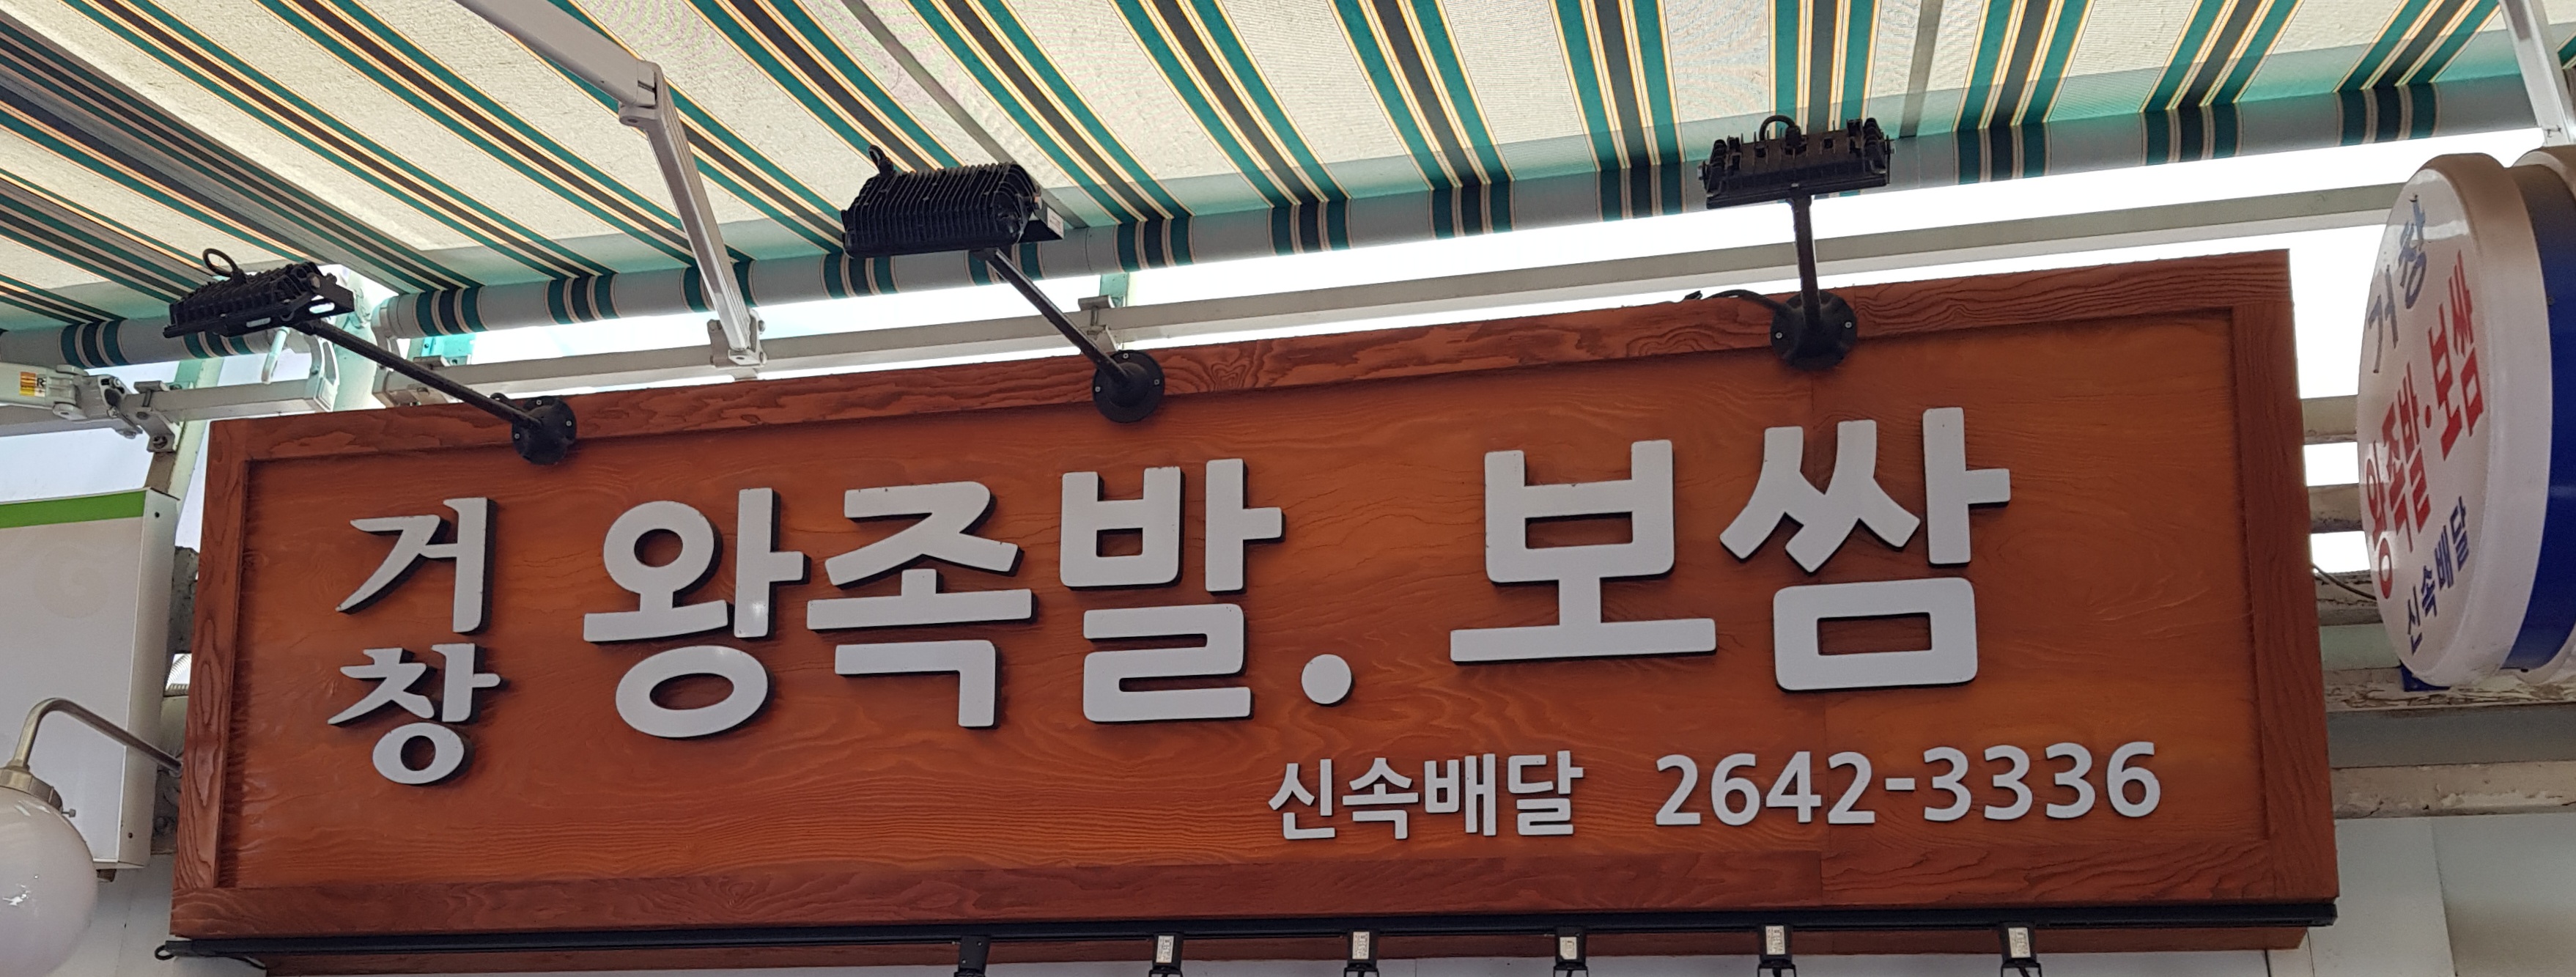 거창 왕족발. 보쌈
신속배달 2642-3336
거창
왕족발·보쌈
신속배달